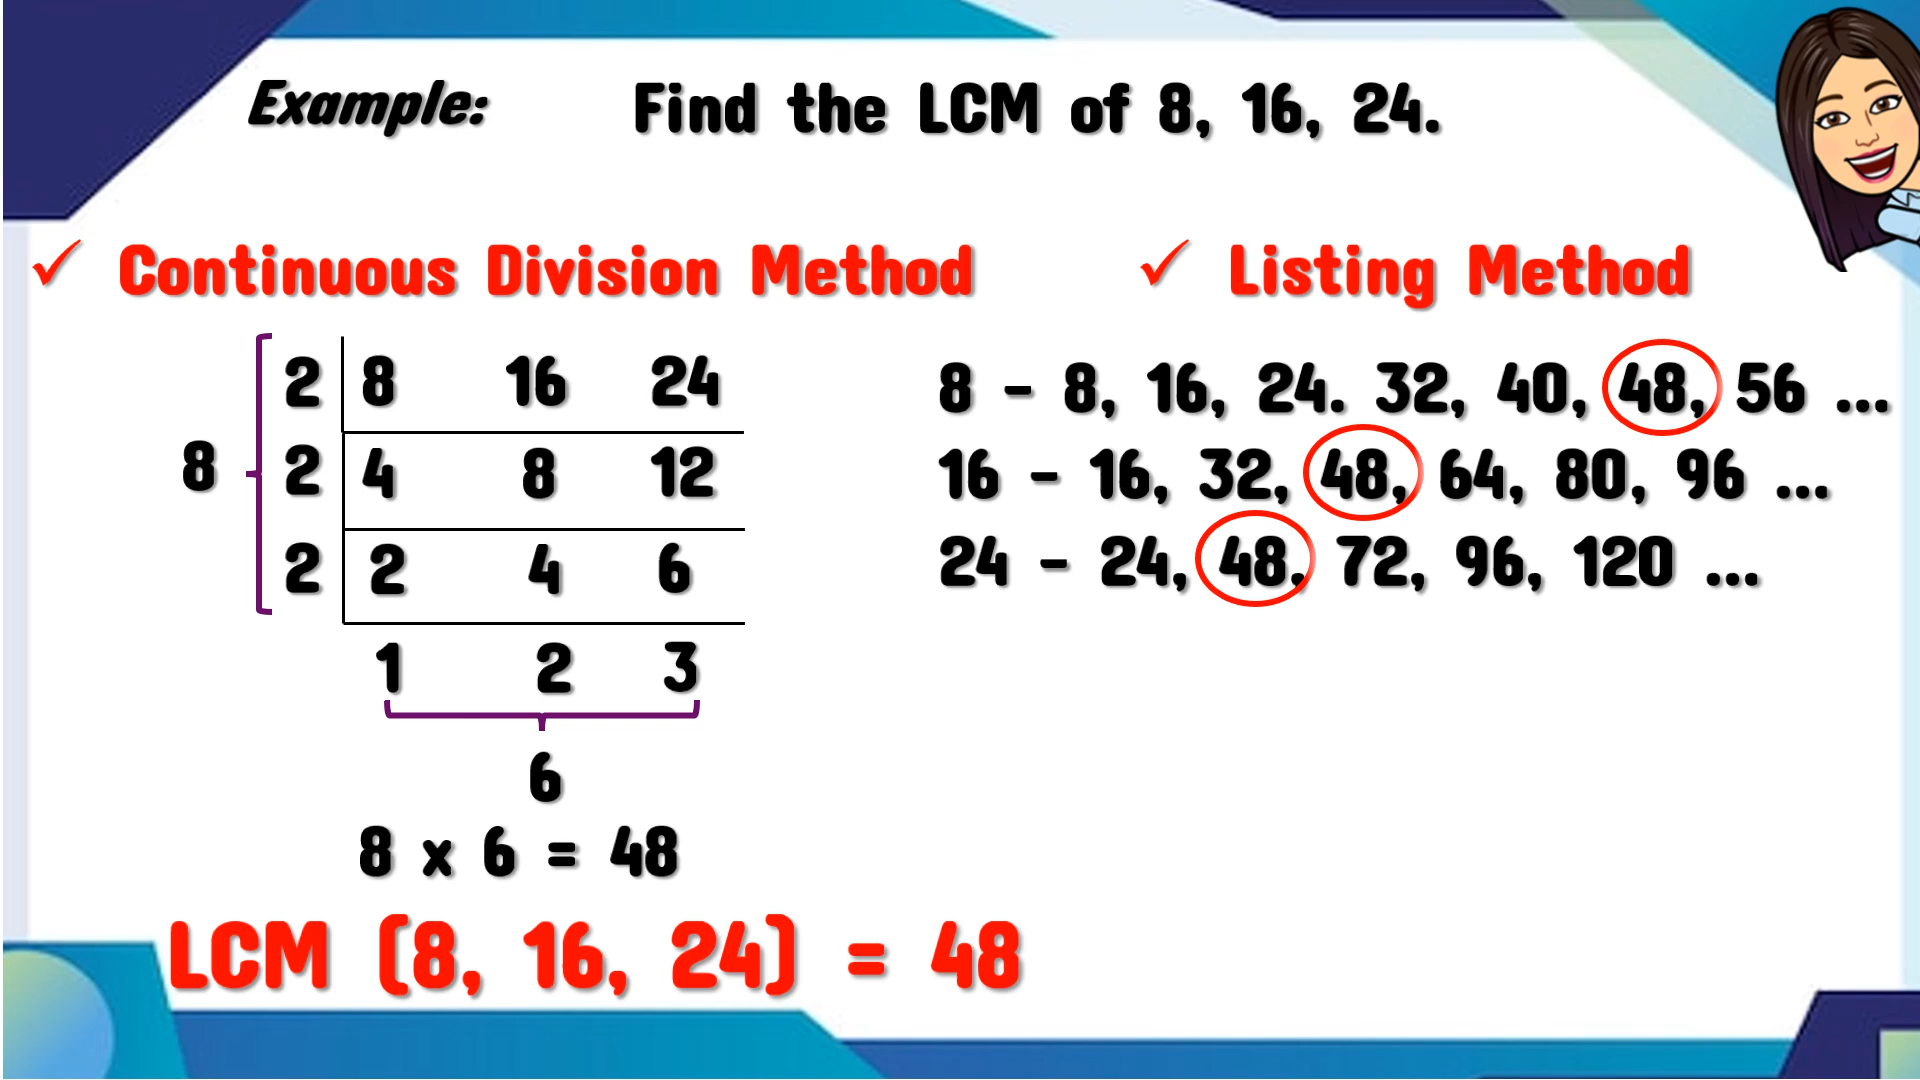 Example: Find the LCM of 8, 16, 24.
✓ Continuous Division Method
2 8 16 24
8 2 4 8 12
2 2 4 6
1 2 3
6
8 x 6 = 48
LCM (8, 16, 24) = 48
✓ Listing Method
8 - 8, 16, 24. 32, 40, 48, 56 ...
16 - 16, 32, 48, 64, 80, 96 ...
24 - 24, 48, 72, 96, 120 ...